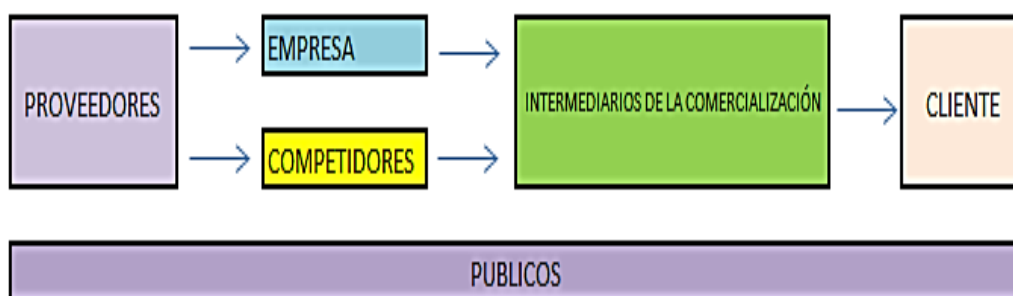 PROVEEDORES
EMPRESA
COMPETIDORES
INTERMEDIARIOS DE LA COMERCIALIZACIÓN
CLIENTE
PUBLICOS